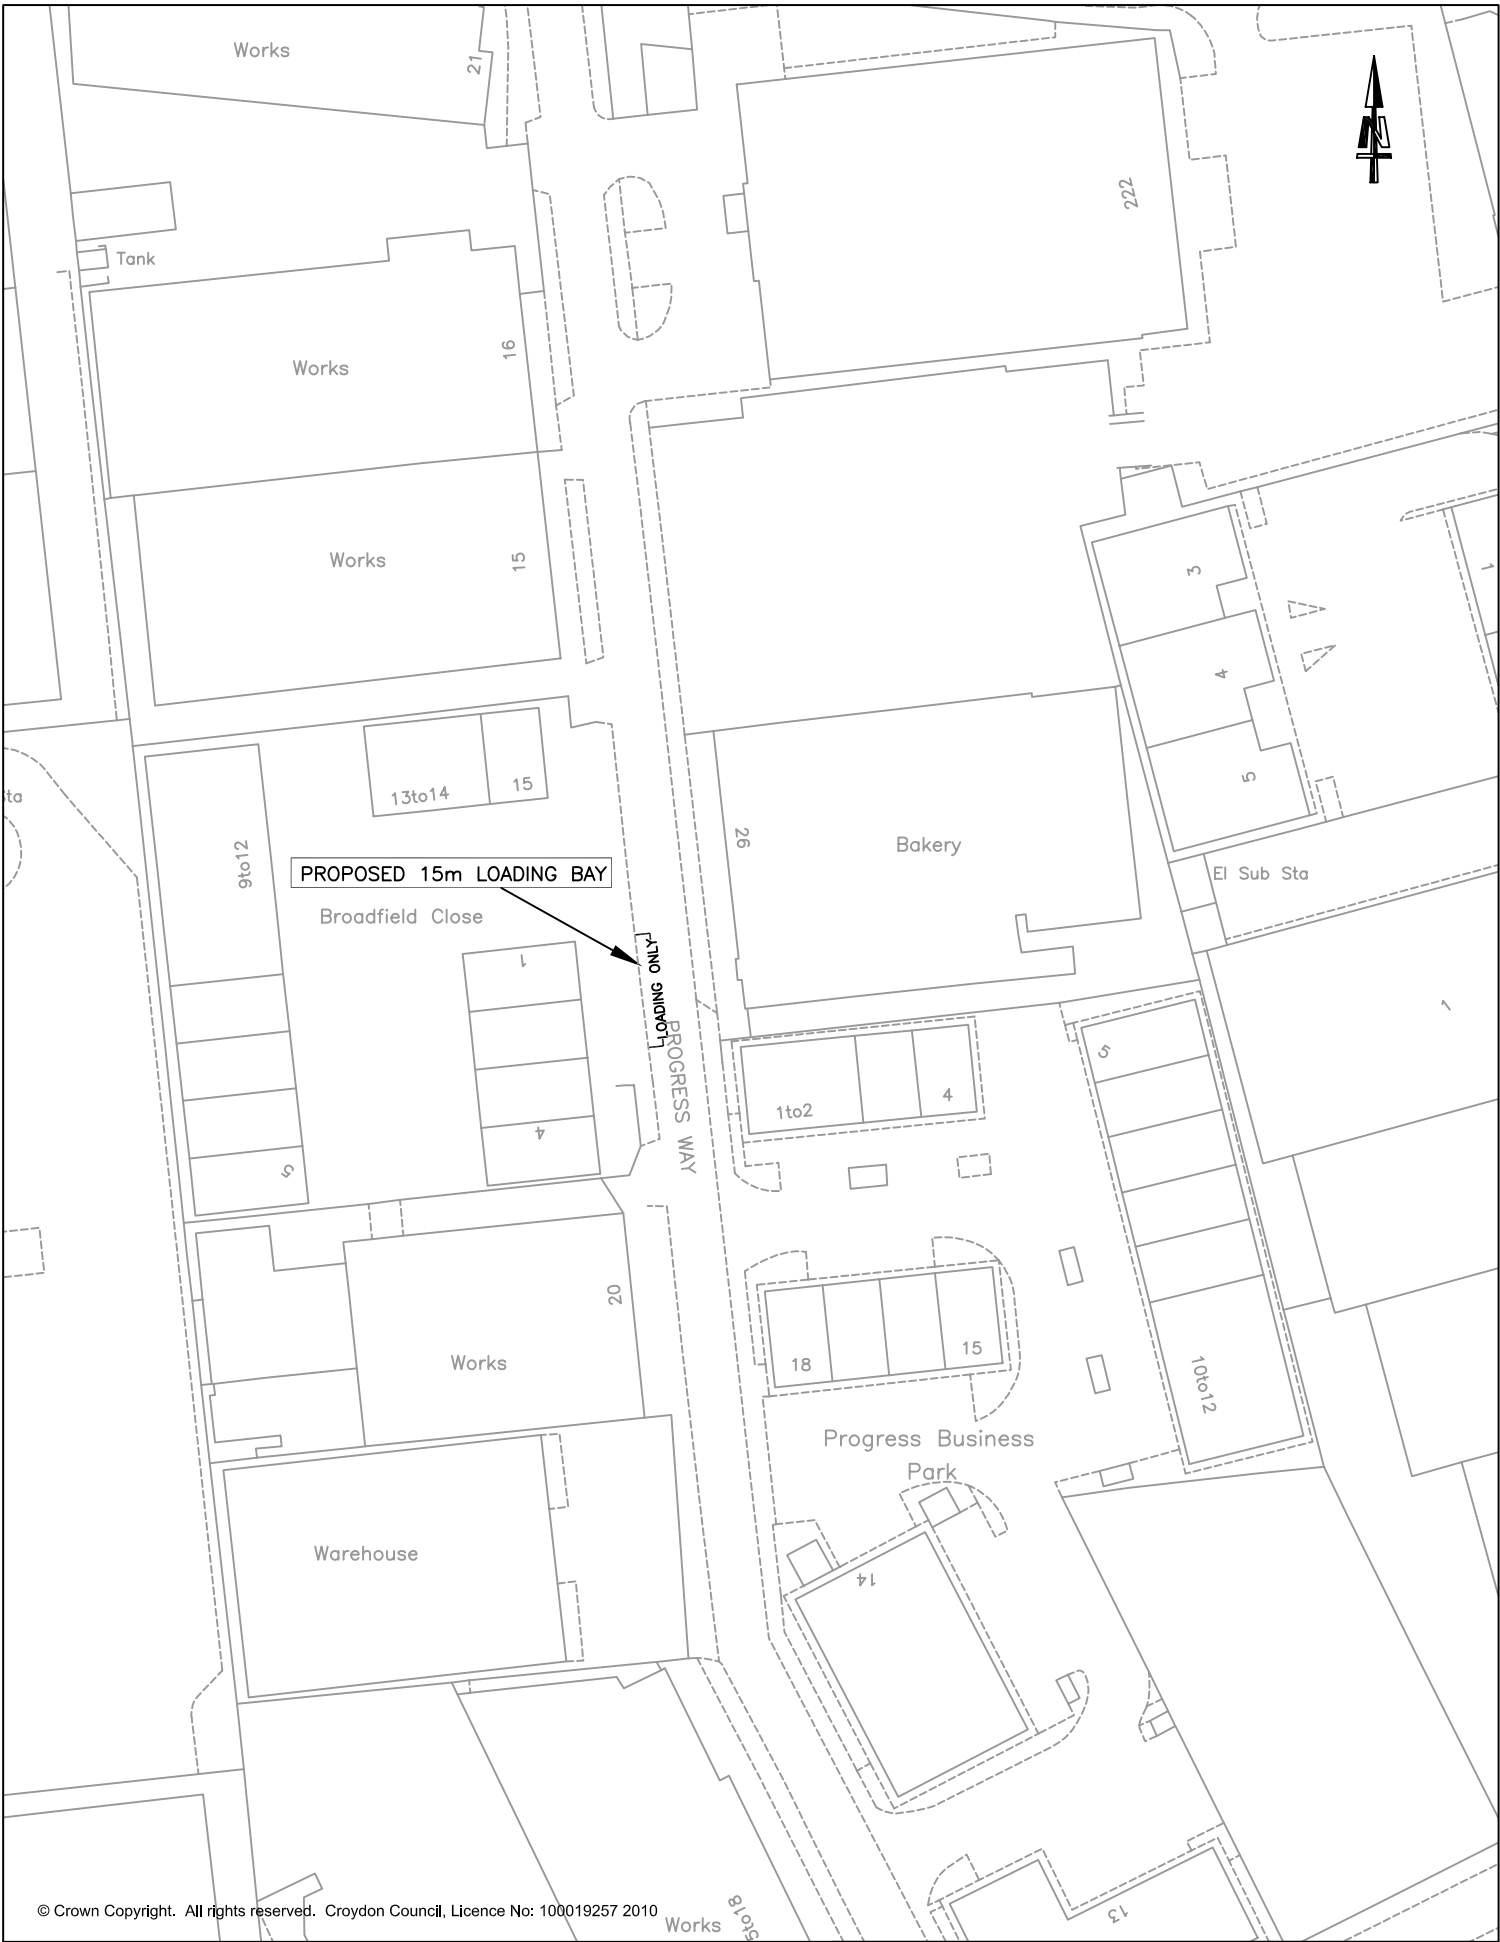 Works
21
N
222
Tank
16
Works
15
Works
3
1
4
5
13to14
15
ta
9to12
26
Bakery
PROPOSED 15m LOADING BAY
El Sub Sta
Broadfield Close
1
LOADING ONLY
1
PROGRESS WAY
5
1to2
4
4
5
20
Works
18
15
10to12
Progress Business
Park
Warehouse
14
© Crown Copyright. All rights reserved. Croydon Council, Licence No: 100019257 2010
Works
5to18
13